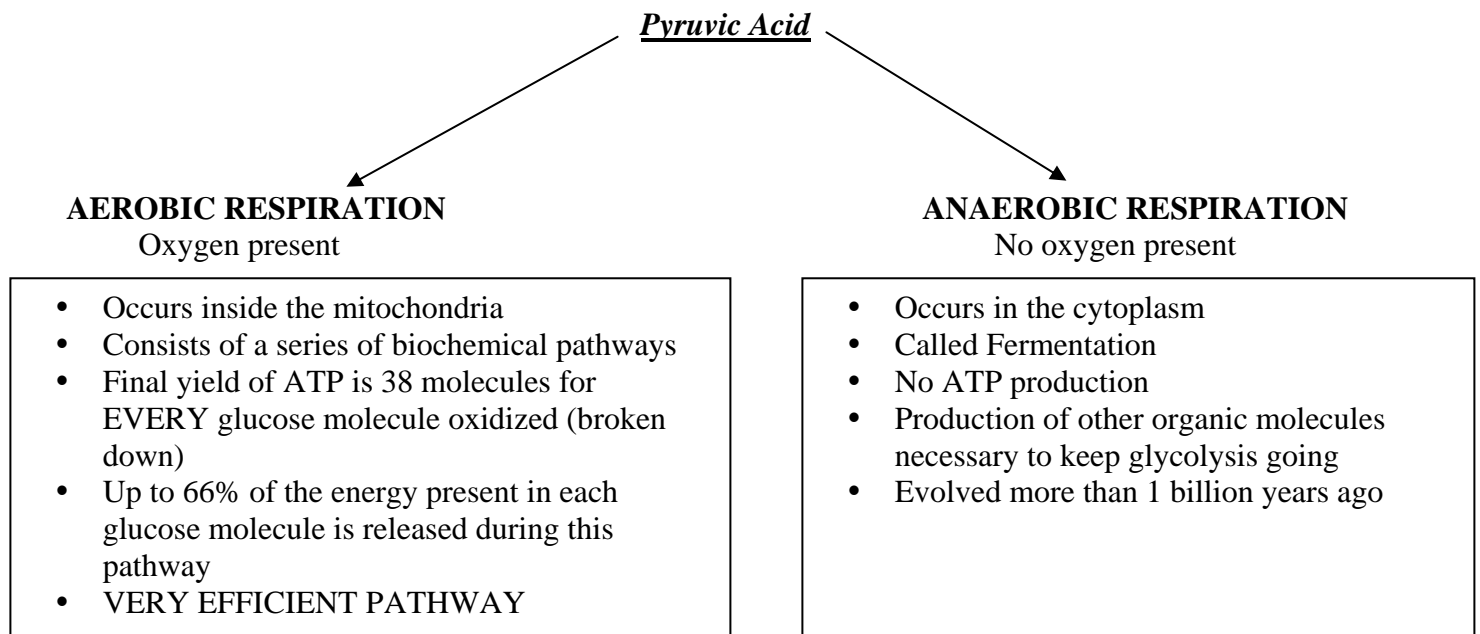 Pyruvic Acid
AEROBIC RESPIRATION
Oxygen present
• Occurs inside the mitochondria
• Consists of a series of biochemical pathways
• Final yield of ATP is 38 molecules for
EVERY glucose molecule oxidized (broken
down)
• Up to 66% of the energy present in each
glucose molecule is released during this
pathway
• VERY EFFICIENT PATHWAY
ANAEROBIC RESPIRATION
No oxygen present
• Occurs in the cytoplasm
• Called Fermentation
• No ATP production
• Production of other organic molecules
necessary to keep glycolysis going
• Evolved more than 1 billion years ago